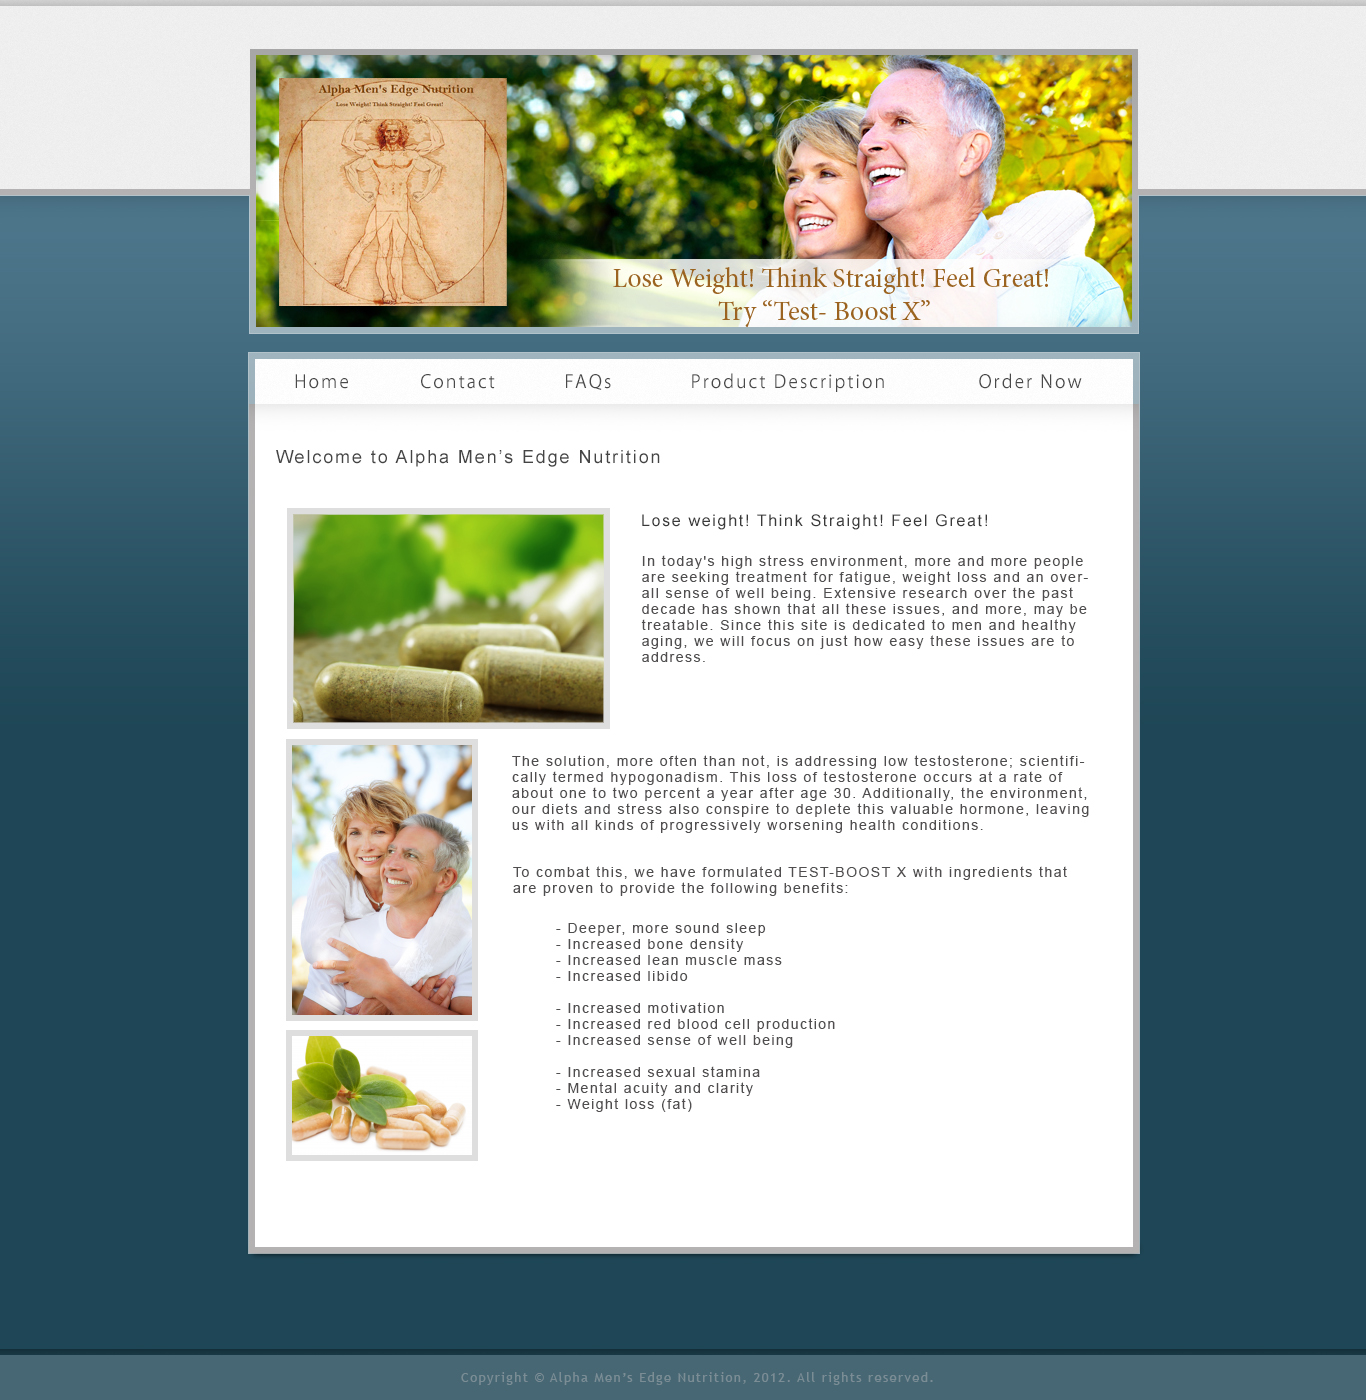 Alpha Men's Edge Nutrition
Lose Weight! Think Straight! Feel Great!
Lose Weight! Think Straight! Feel Great!
Try “Test- Boost X”
Home Contact FAQs Product Description Order Now
Welcome to Alpha Men’s Edge Nutrition
Lose weight! Think Straight! Feel Great!
In today's high stress environment, more and more people
are seeking treatment for fatigue, weight loss and an over-
all sense of well being. Extensive research over the past
decade has shown that all these issues, and more, may be
treatable. Since this site is dedicated to men and healthy
aging, we will focus on just how easy these issues are to
address.
The solution, more often than not, is addressing low testosterone; scientifi-
cally termed hypogonadism. This loss of testosterone occurs at a rate of
about one to two percent a year after age 30. Additionally, the environment,
our diets and stress also conspire to deplete this valuable hormone, leaving
us with all kinds of progressively worsening health conditions.
To combat this, we have formulated TEST-BOOST X with ingredients that
are proven to provide the following benefits:
- Deeper, more sound sleep
- Increased bone density
- Increased lean muscle mass
- Increased libido
- Increased motivation
- Increased red blood cell production
- Increased sense of well being
- Increased sexual stamina
- Mental acuity and clarity
- Weight loss (fat)
Copyright © Alpha Men’s Edge Nutrition, 2012. All rights reserved.